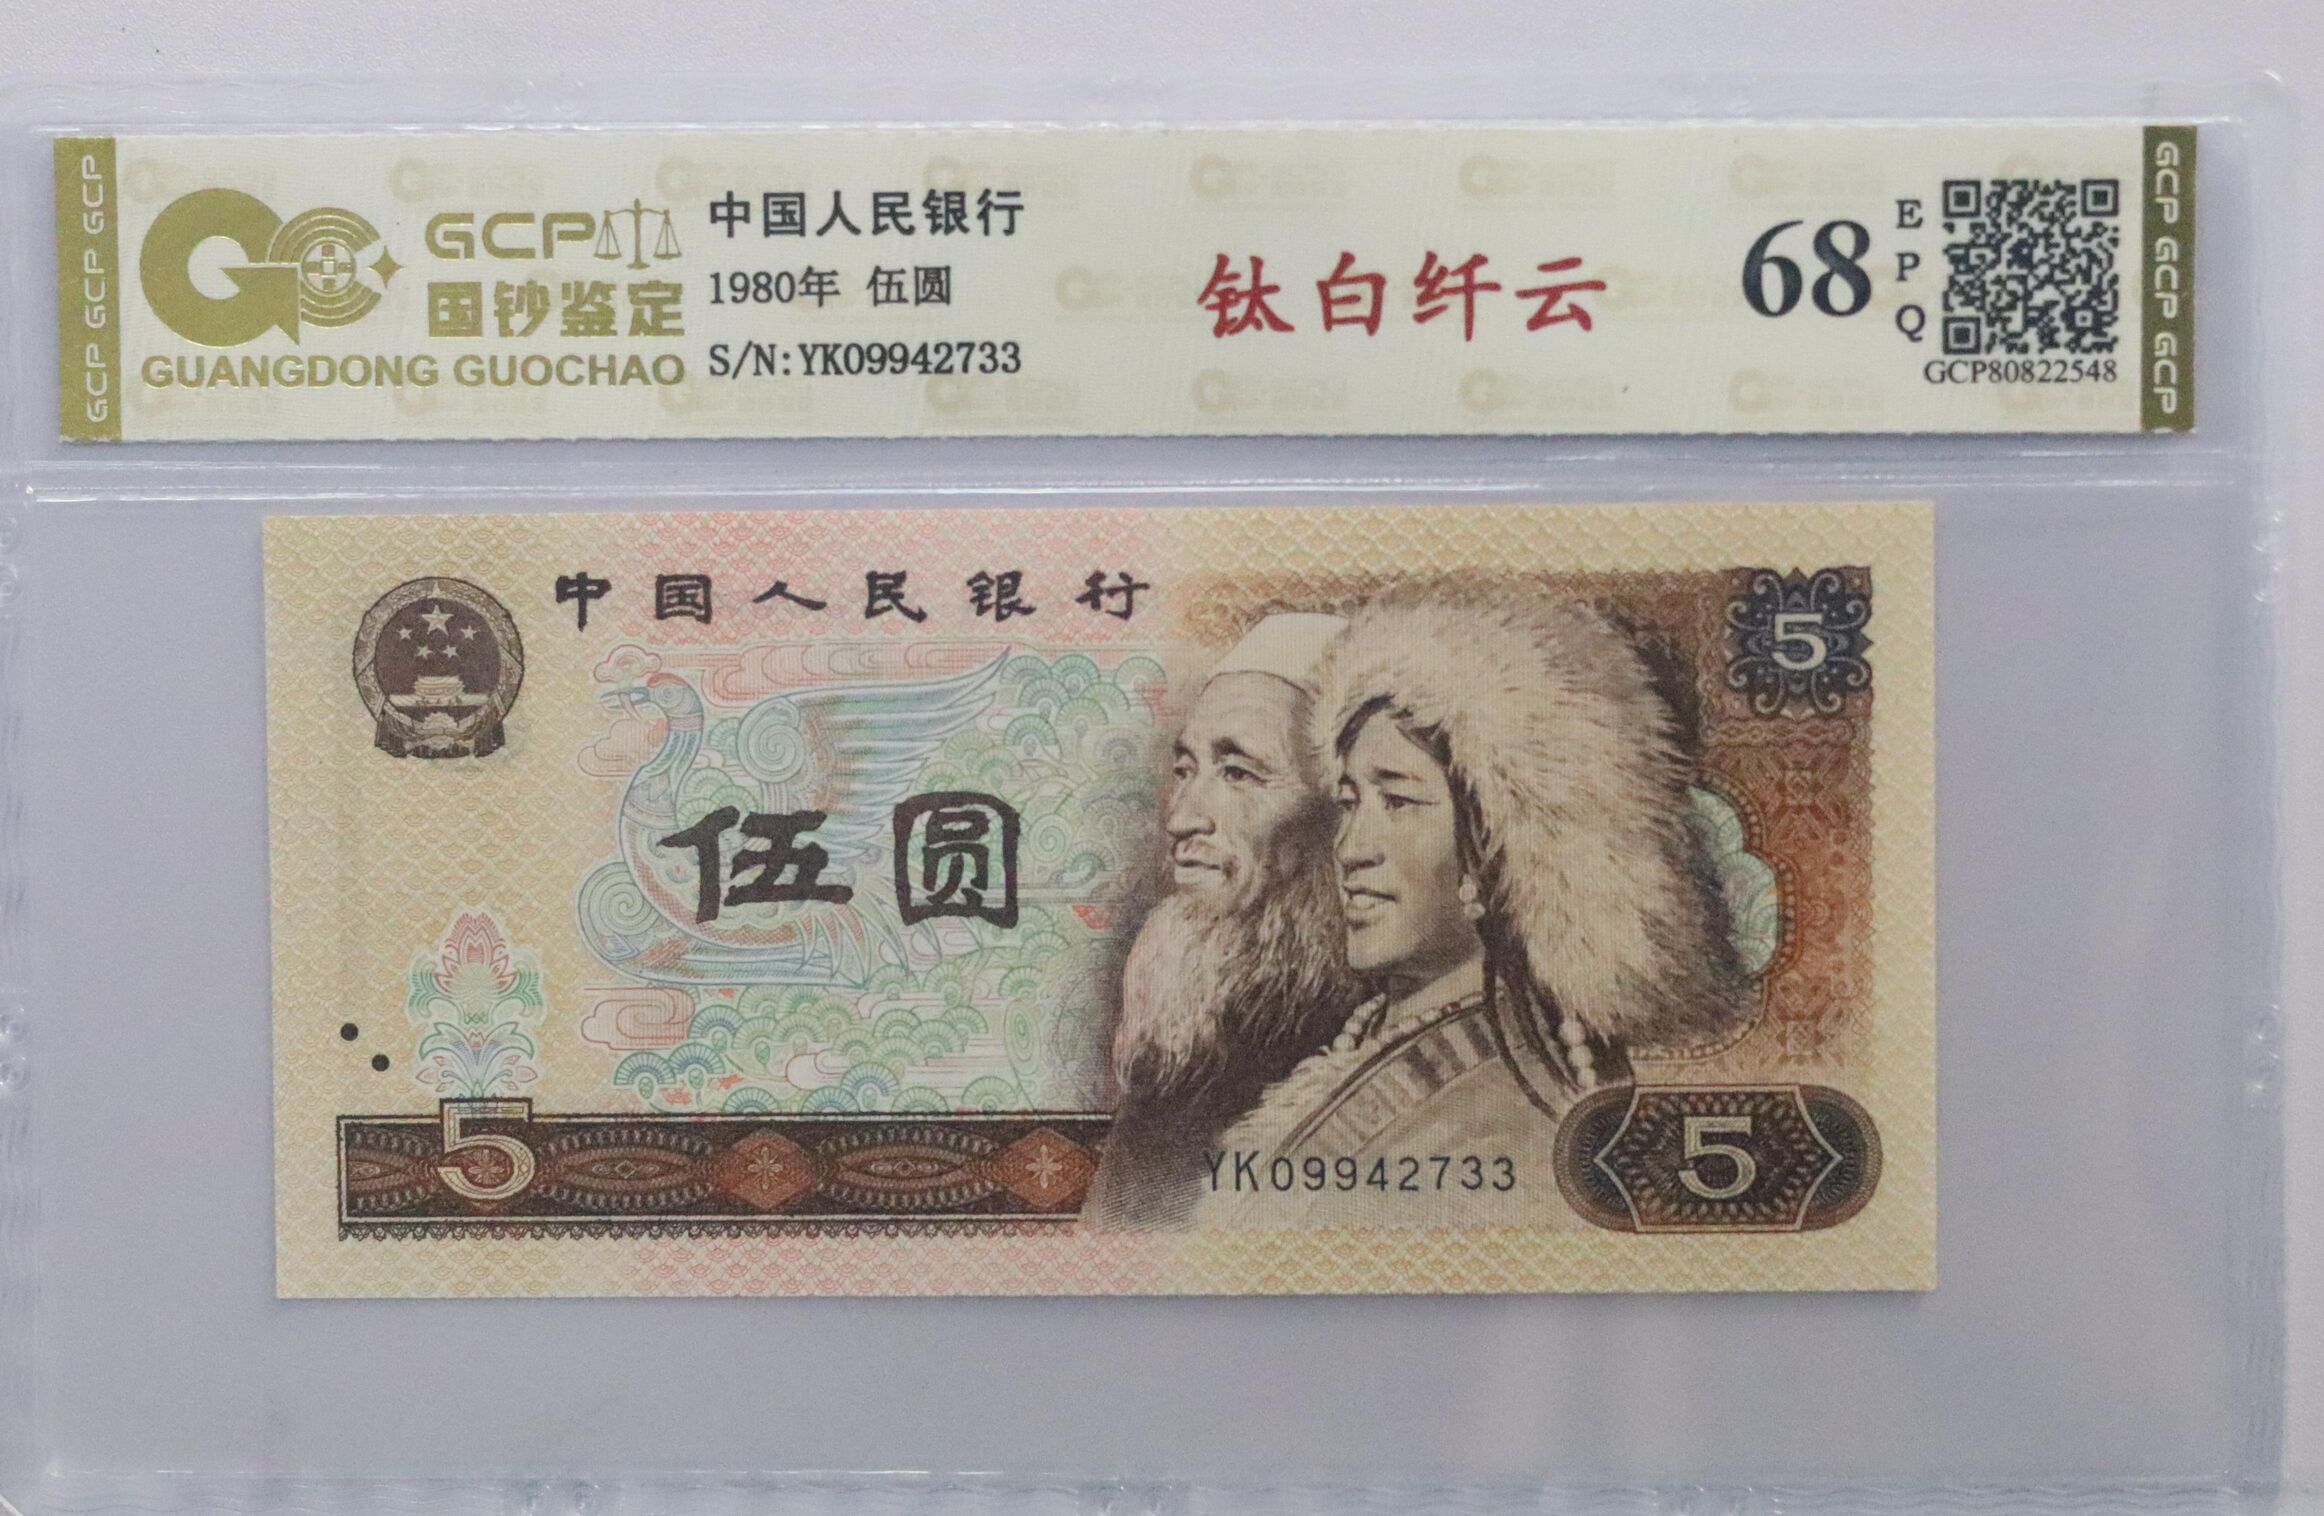 GCP GCP GCP
GCP
国钞鉴定
GUANGDONG GUOCHAO
中国人民银行
1980年 伍圆
S/N:YK09942733
钛白纤云
68
EPQ
GCP80822548
GCP GCP GCP
中国人民银行
5
伍圆
5
YK09942733
5